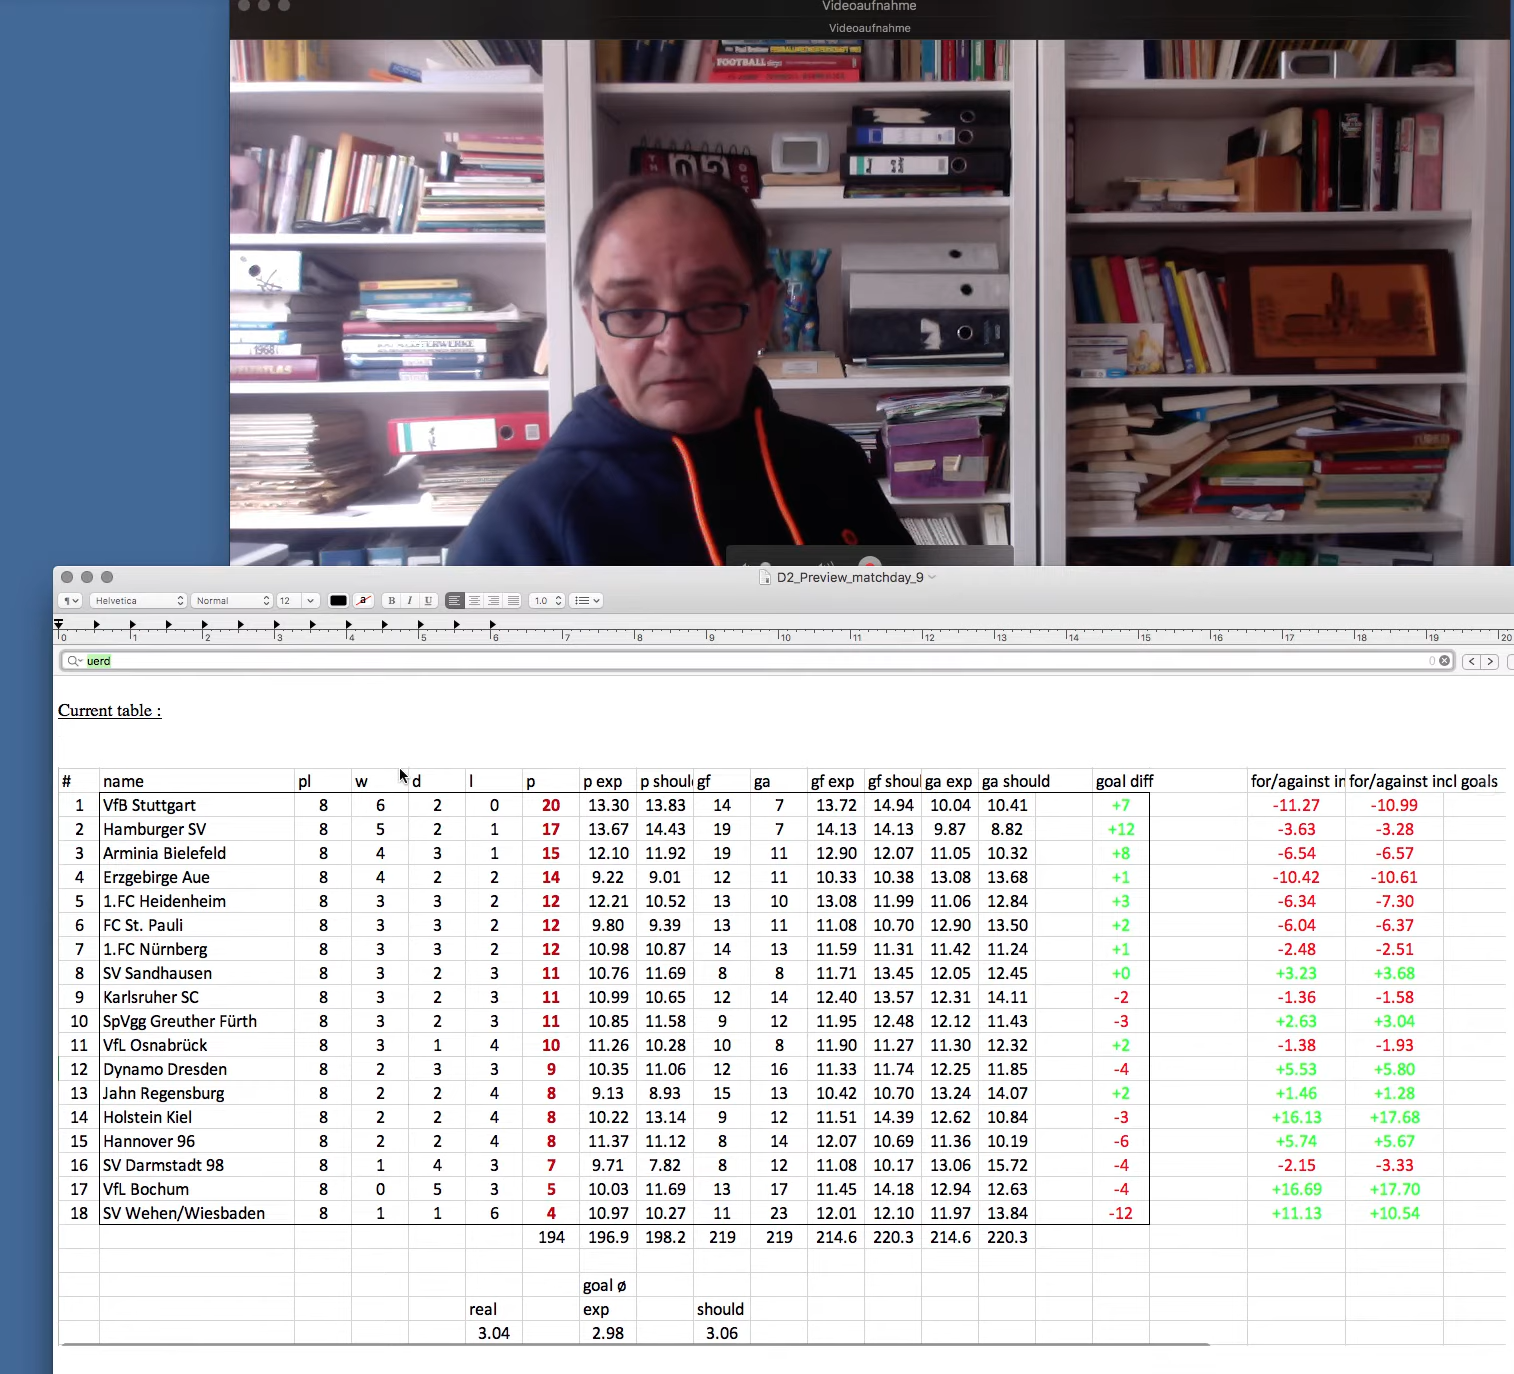 Videoaufnahme
Videoaufnahme
FOOTBALL
OCT
1968
D2_Preview_matchday_9
Helvetica Normal 12 a B I U 1.0
0 1 2 3 4 5 6 7 8 9 10 11 12 13 14 15 16 17 18 19 20
uerd 0
Current table :
# name pl w d l p p exp p shoul gf ga gf exp gf shoul ga exp ga should goal diff for/against in for/against incl goals
1 VfB Stuttgart 8 6 2 0 20 13.30 13.83 14 7 13.72 14.94 10.04 10.41 +7 -11.27 -10.99
2 Hamburger SV 8 5 2 1 17 13.67 14.43 19 7 14.13 14.13 9.87 8.82 +12 -3.63 -3.28
3 Arminia Bielefeld 8 4 3 1 15 12.10 11.92 19 11 12.90 12.07 11.05 10.32 +8 -6.54 -6.57
4 Erzgebirge Aue 8 4 2 2 14 9.22 9.01 12 11 10.33 10.38 13.08 13.68 +1 -10.42 -10.61
5 1.FC Heidenheim 8 3 3 2 12 12.21 10.52 13 10 13.08 11.99 11.06 12.84 +3 -6.34 -7.30
6 FC St. Pauli 8 3 3 2 12 9.80 9.39 13 11 11.08 10.70 12.90 13.50 +2 -6.04 -6.37
7 1.FC Nürnberg 8 3 3 2 12 10.98 10.87 14 13 11.59 11.31 11.42 11.24 +1 -2.48 -2.51
8 SV Sandhausen 8 3 2 3 11 10.76 11.69 8 8 11.71 13.45 12.05 12.45 +0 +3.23 +3.68
9 Karlsruher SC 8 3 2 3 11 10.99 10.65 12 14 12.40 13.57 12.31 14.11 -2 -1.36 -1.58
10 SpVgg Greuther Fürth 8 3 2 3 11 10.85 11.58 9 12 11.95 12.48 12.12 11.43 -3 +2.63 +3.04
11 VfL Osnabrück 8 3 1 4 10 11.26 10.28 10 8 11.90 11.27 11.30 12.32 +2 -1.38 -1.93
12 Dynamo Dresden 8 2 3 3 9 10.35 11.06 12 16 11.33 11.74 12.25 11.85 -4 +5.53 +5.80
13 Jahn Regensburg 8 2 2 4 8 9.13 8.93 15 13 10.42 10.70 13.24 14.07 +2 +1.46 +1.28
14 Holstein Kiel 8 2 2 4 8 10.22 13.14 9 12 11.51 14.39 12.62 10.84 -3 +16.13 +17.68
15 Hannover 96 8 2 2 4 8 11.37 11.12 8 14 12.07 10.69 11.36 10.19 -6 +5.74 +5.67
16 SV Darmstadt 98 8 1 4 3 7 9.71 7.82 8 12 11.08 10.17 13.06 15.72 -4 -2.15 -3.33
17 VfL Bochum 8 0 5 3 5 10.03 11.69 13 17 11.45 14.18 12.94 12.63 -4 +16.69 +17.70
18 SV Wehen/Wiesbaden 8 1 1 6 4 10.97 10.27 11 23 12.01 12.10 11.97 13.84 -12 +11.13 +10.54
194 196.9 198.2 219 219 214.6 220.3 214.6 220.3
goal ø
real exp should
3.04 2.98 3.06